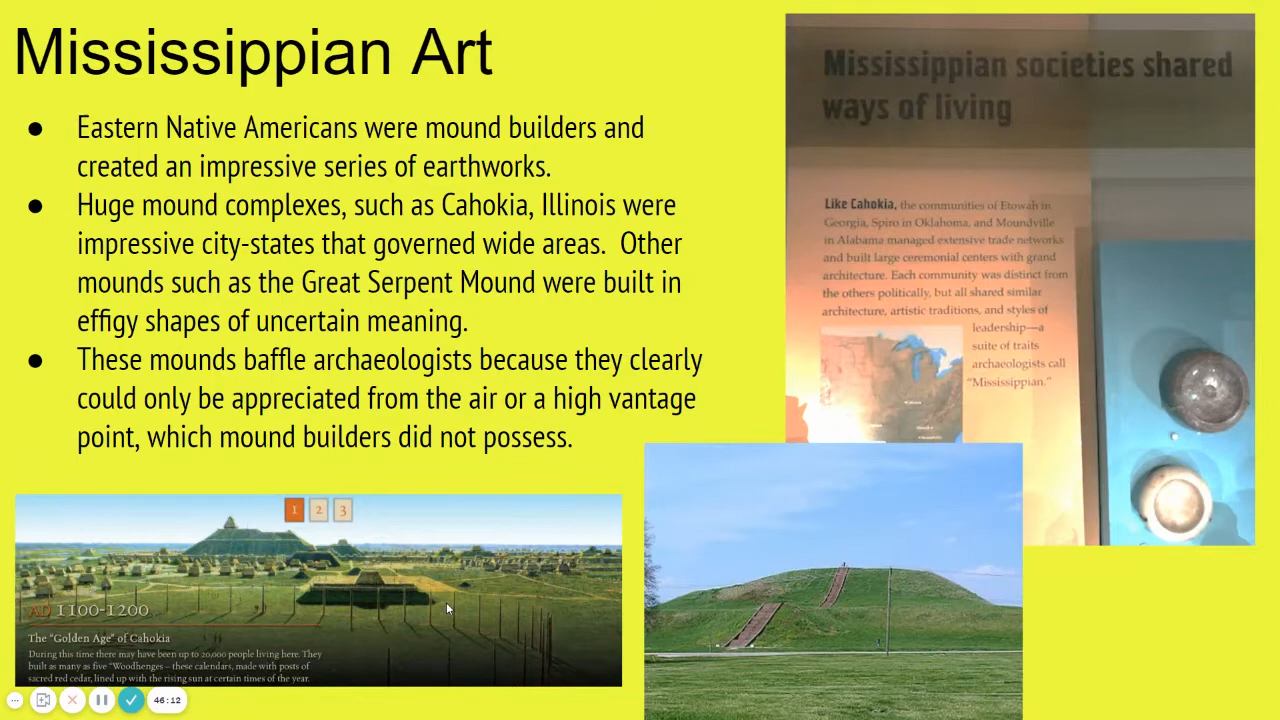 Mississippian Art
● Eastern Native Americans were mound builders and
created an impressive series of earthworks.
● Huge mound complexes, such as Cahokia, Illinois were
impressive city-states that governed wide areas.  Other
mounds such as the Great Serpent Mound were built in
effigy shapes of uncertain meaning.
● These mounds baffle archaeologists because they clearly
could only be appreciated from the air or a high vantage
point, which mound builders did not possess.
Mississippian societies shared
ways of living
Like Cahokia, the communities of Etowah in
Georgia, Spiro in Oklahoma, and Moundville
in Alabama managed extensive trade networks
and built large ceremonial centers with grand
architecture. Each community was distinct from
the others politically, but all shared similar
architecture, artistic traditions, and styles of
leadership—a
suite of traits
archaeologists call
“Mississippian.”
1 2 3
AD 1100-1200
The "Golden Age" of Cahokia
During this time there may have been up to 20,000 people living here. They
built as many as five "Woodhenges – these calendars, made with posts of
sacred red cedar, lined up with the rising sun at certain times of the year.
46:12